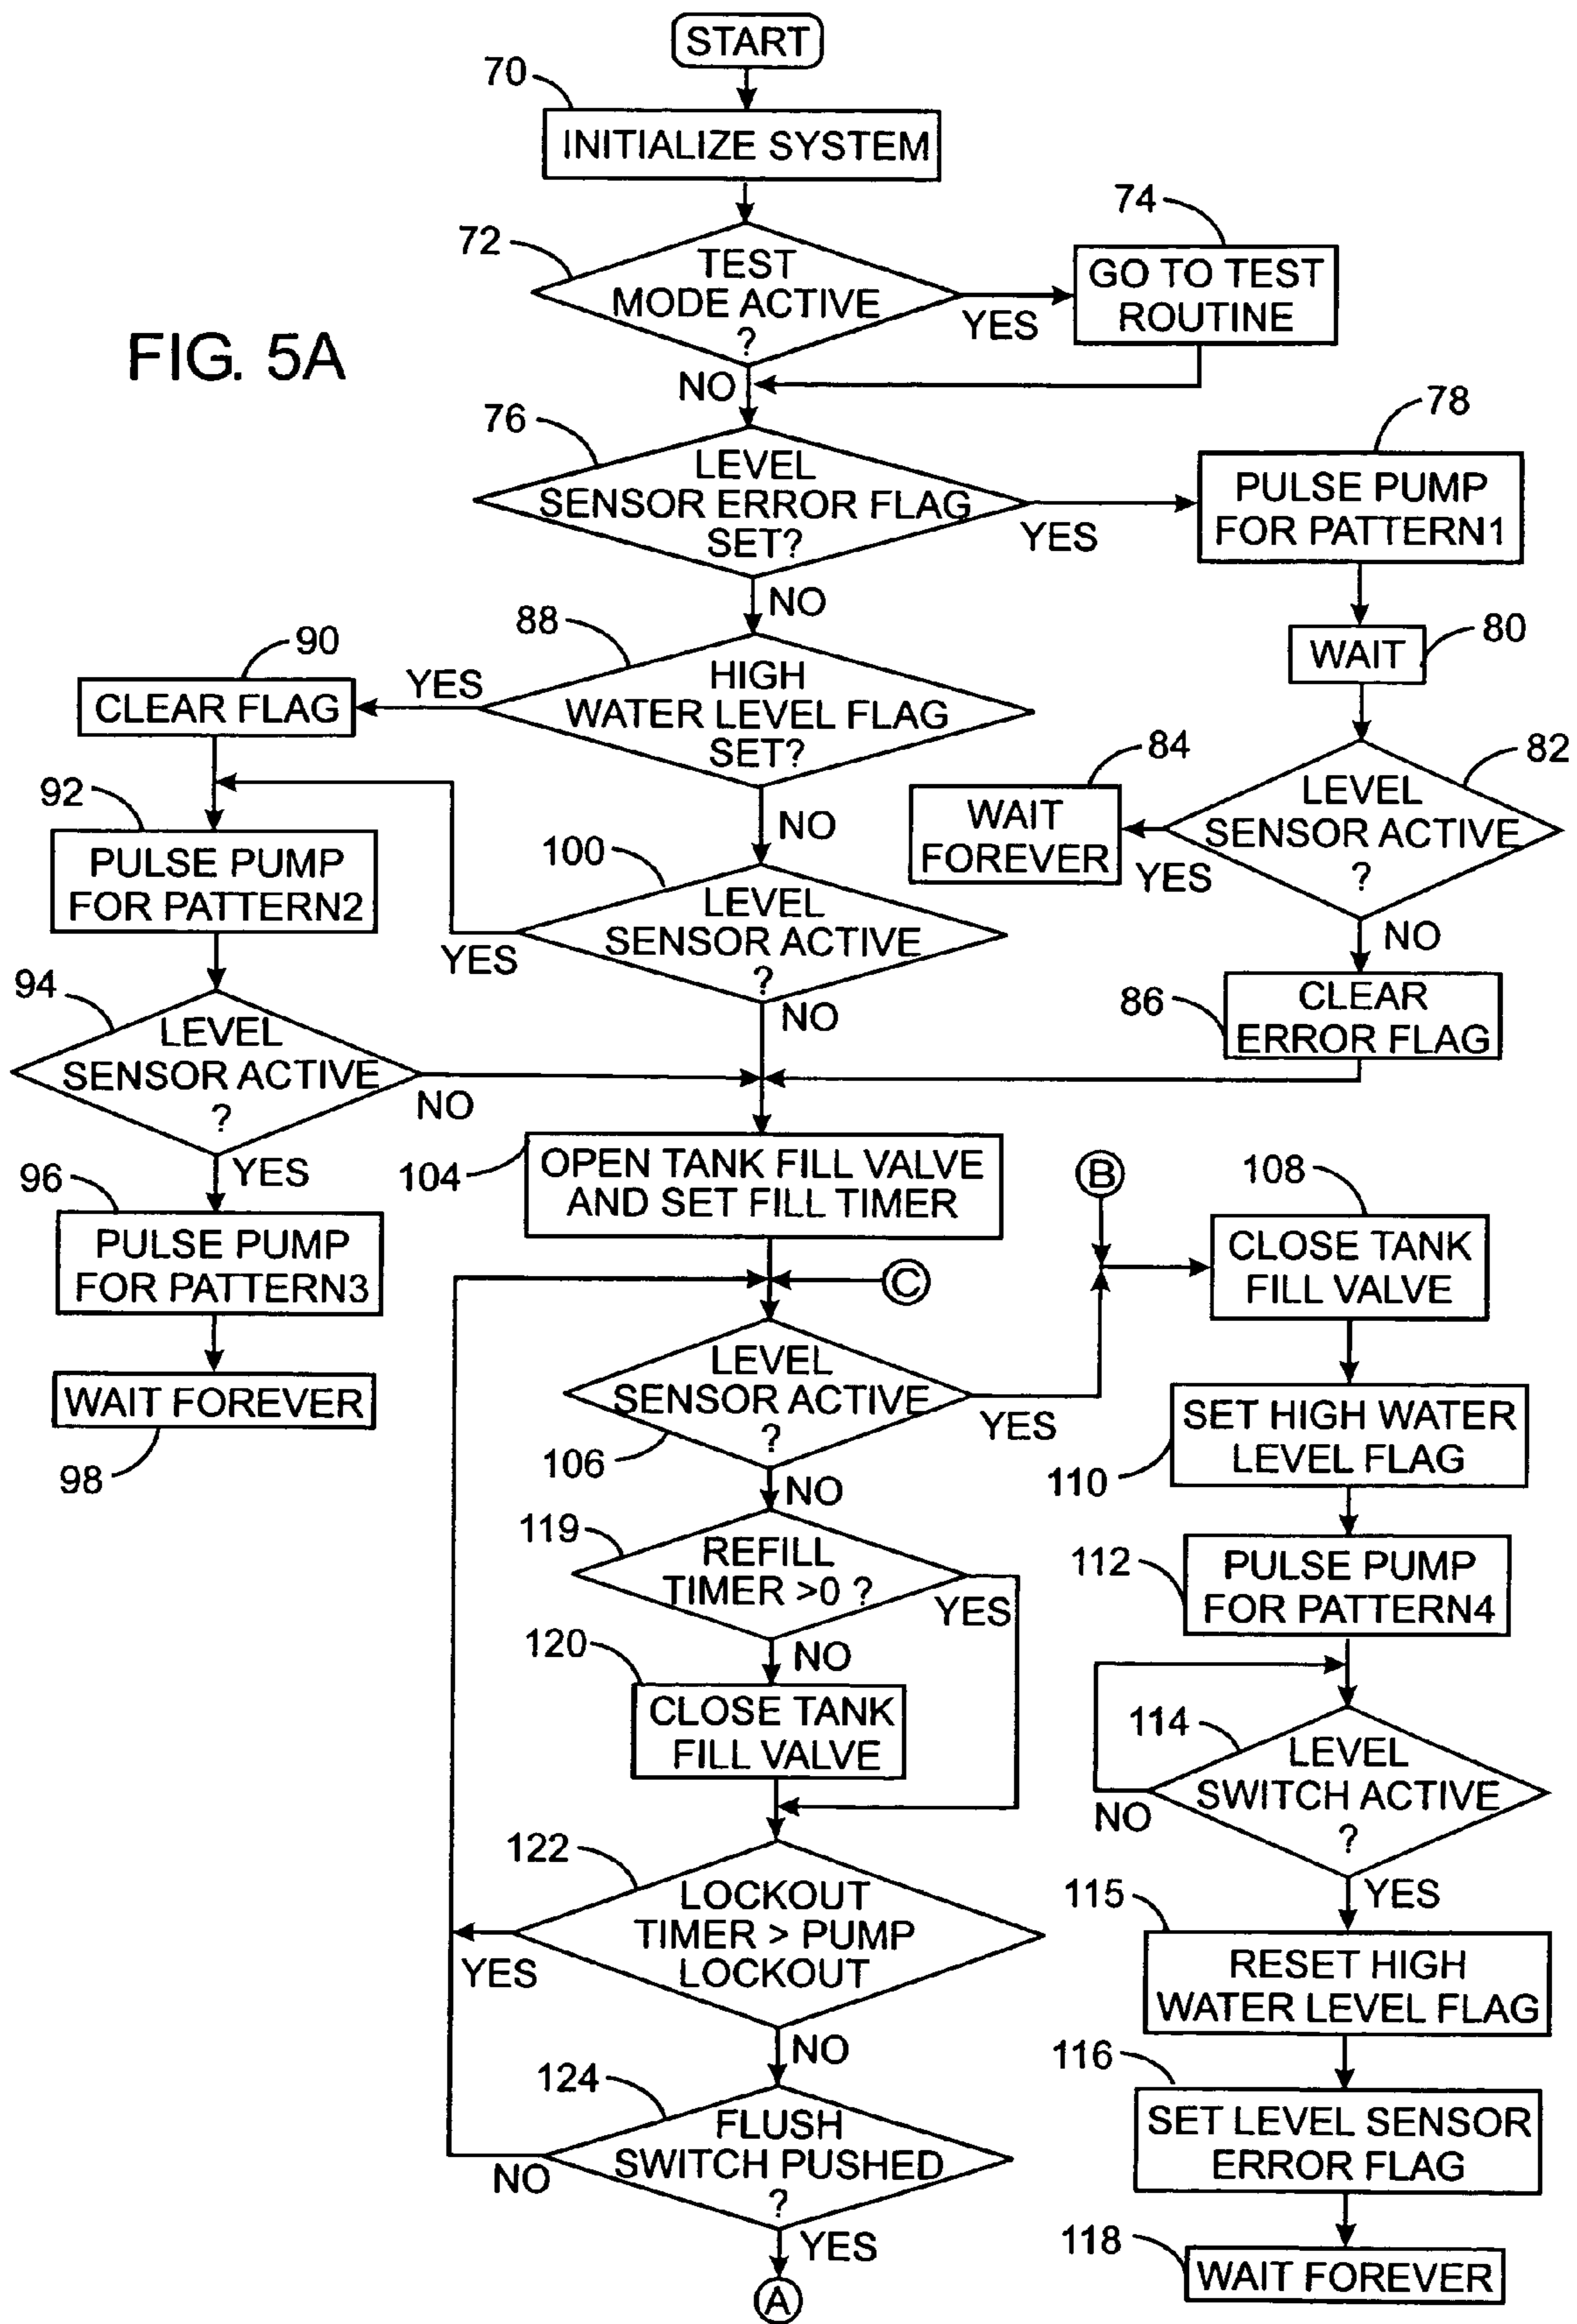 START
70
INITIALIZE SYSTEM
72
TEST
MODE ACTIVE
?
YES
74
GO TO TEST
ROUTINE
FIG. 5A
NO
76
LEVEL
SENSOR ERROR FLAG
SET?
YES
78
PULSE PUMP
FOR PATTERN1
NO
80
WAIT
88
HIGH
WATER LEVEL FLAG
SET?
YES
90
CLEAR FLAG
82
LEVEL
SENSOR ACTIVE
?
YES
84
WAIT
FOREVER
NO
92
PULSE PUMP
FOR PATTERN2
100
LEVEL
SENSOR ACTIVE
?
YES
NO
NO
86
CLEAR
ERROR FLAG
94
LEVEL
SENSOR ACTIVE
?
NO
YES
96
PULSE PUMP
FOR PATTERN3
WAIT FOREVER
98
104
OPEN TANK FILL VALVE
AND SET FILL TIMER
B
C
108
CLOSE TANK
FILL VALVE
LEVEL
SENSOR ACTIVE
?
106
YES
NO
110
SET HIGH WATER
LEVEL FLAG
119
REFILL
TIMER >0 ?
YES
NO
112
PULSE PUMP
FOR PATTERN4
120
CLOSE TANK
FILL VALVE
114
LEVEL
SWITCH ACTIVE
?
NO
YES
122
LOCKOUT
TIMER > PUMP
LOCKOUT
YES
NO
115
RESET HIGH
WATER LEVEL FLAG
124
FLUSH
SWITCH PUSHED
?
NO
YES
A
116
SET LEVEL SENSOR
ERROR FLAG
118
WAIT FOREVER